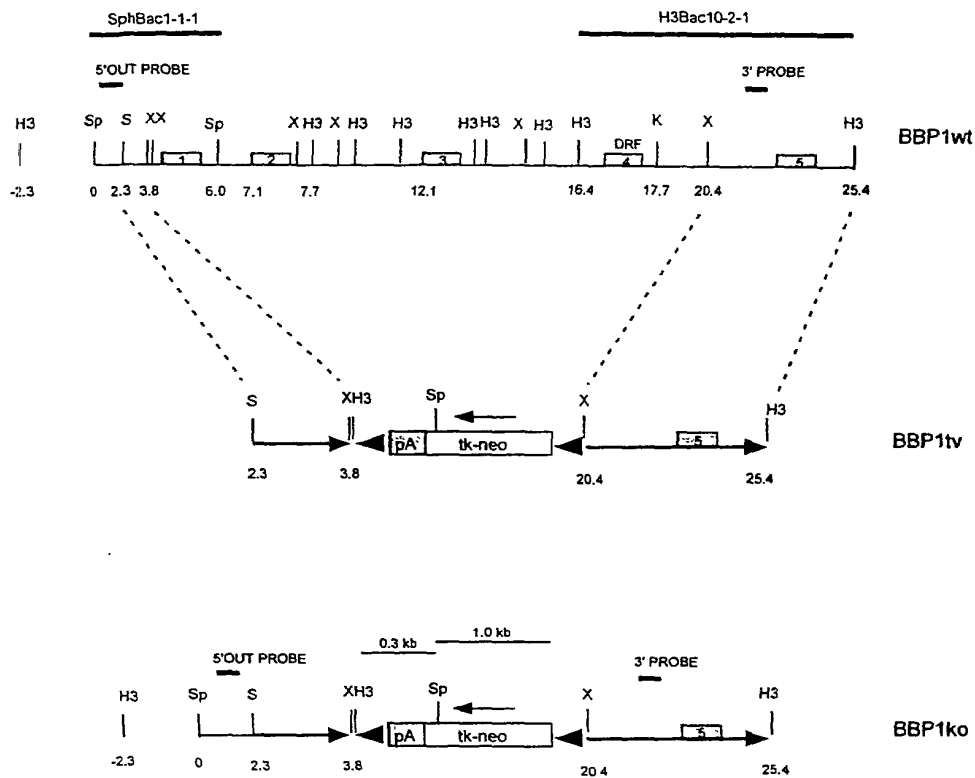 SphBac1-1-1 H3Bac10-2-1
5'OUT PROBE 3' PROBE
H3 Sp S XX Sp X H3 X H3 H3 H3 H3 X H3 H3 K X H3 BBP1wt
1 2 3 DRF 4 5
-2.3 0 2.3 3.8 6.0 7.1 7.7 12.1 16.4 17.7 20.4 25.4
S XH3 Sp X H3
pA tk-neo 5 BBP1tv
2.3 3.8 20.4 25.4
0.3 kb 1.0 kb
5'OUT PROBE 3' PROBE
H3 Sp S XH3 Sp X H3
pA tk-neo 5 BBP1ko
-2.3 0 2.3 3.8 20.4 25.4